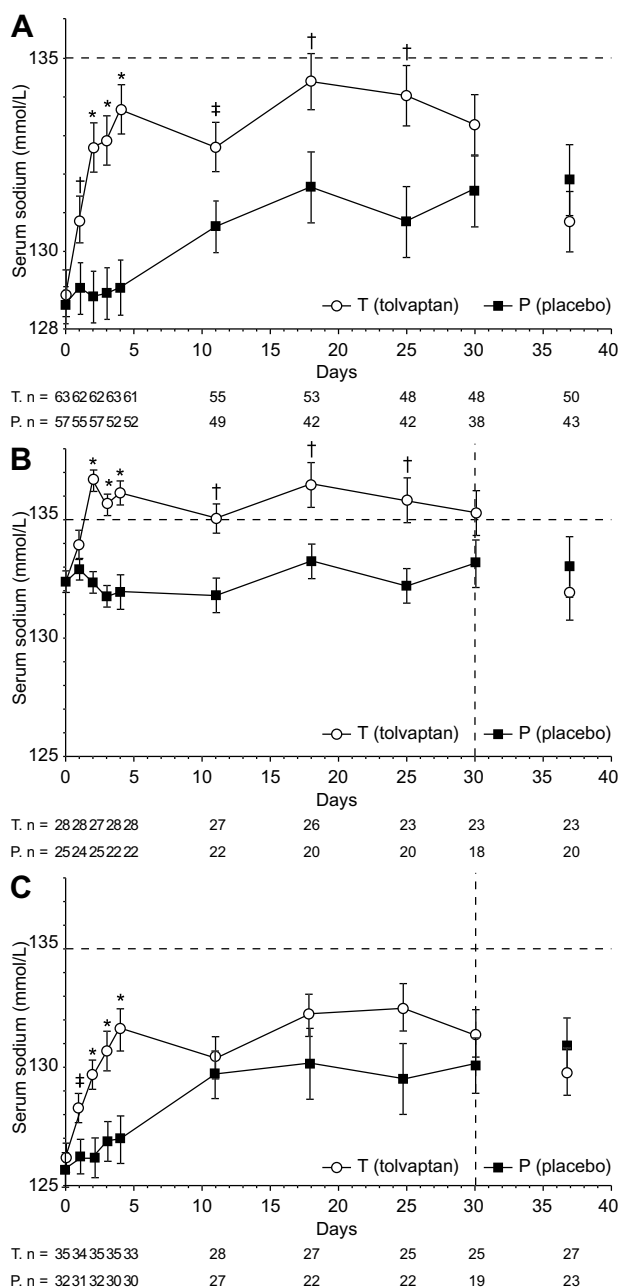 A
Serum sodium (mmol/L)
135
130
128
† * * * ‡ † †
T (tolvaptan) P (placebo)
0 5 10 15 20 25 30 35 40
Days
T. n = 63 62 62 63 61 55 53 48 48 50
P. n = 57 55 57 52 52 49 42 42 38 43
B
Serum sodium (mmol/L)
135
130
125
* * * † † †
T (tolvaptan) P (placebo)
0 5 10 15 20 25 30 35 40
Days
T. n = 28 28 27 28 28 27 26 23 23 23
P. n = 25 24 25 22 22 22 20 20 18 20
C
Serum sodium (mmol/L)
135
130
125
‡ * * *
T (tolvaptan) P (placebo)
0 5 10 15 20 25 30 35 40
Days
T. n = 35 34 35 35 33 28 27 25 25 27
P. n = 32 31 32 30 30 27 22 22 19 23